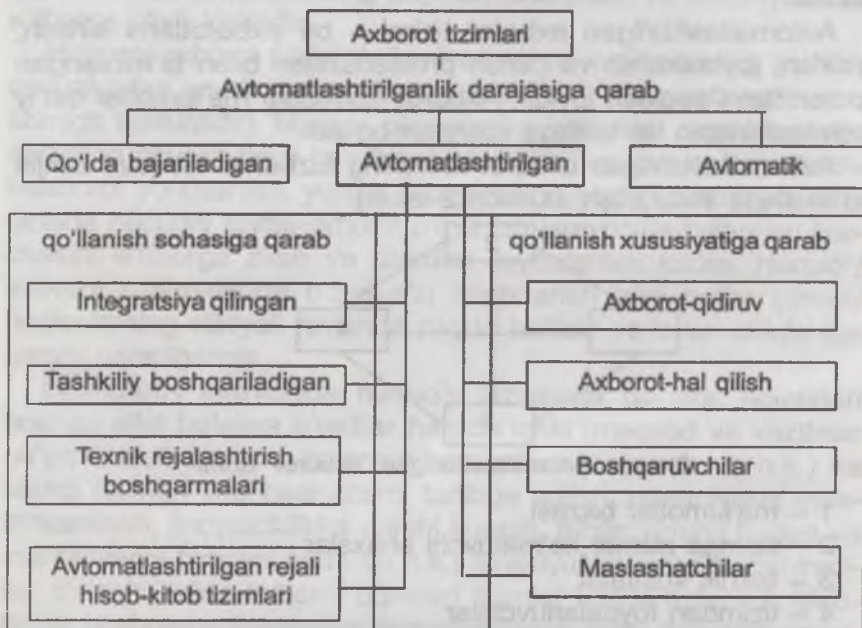 Axborot tizimlari
Avtomatlashtirilganlik darajasiga qarab
Qo'lda bajariladigan
Avtomatlashtirilgan
Avlomatik
qo'llanish sohasiga qarab
Integratsiya qilingan
Tashkiliy boshqariladigan
Texnik rejalashtirish
boshqarmalari
Avtomatlashtirilgan rejali
hisob-kitob tizimlari
qo'llanish xususiyatiga qarab
Axborot-qidiruv
Axborot-hal qilish
Boshqaruvchilar
Maslashatchilar